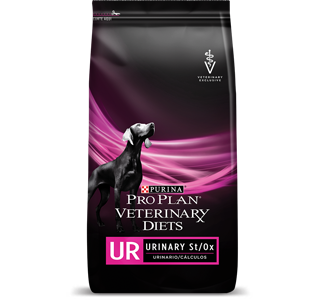 VETERINARY
EXCLUSIVE
PURINA
PRO PLAN
VETERINARY
DIETS
UR
URINARY St/Ox
URINARIO/CÁLCULOS